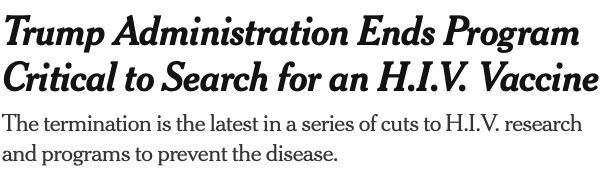 Trump Administration Ends Program
Critical to Search for an H.I.V. Vaccine
The termination is the latest in a series of cuts to H.I.V. research
and programs to prevent the disease.